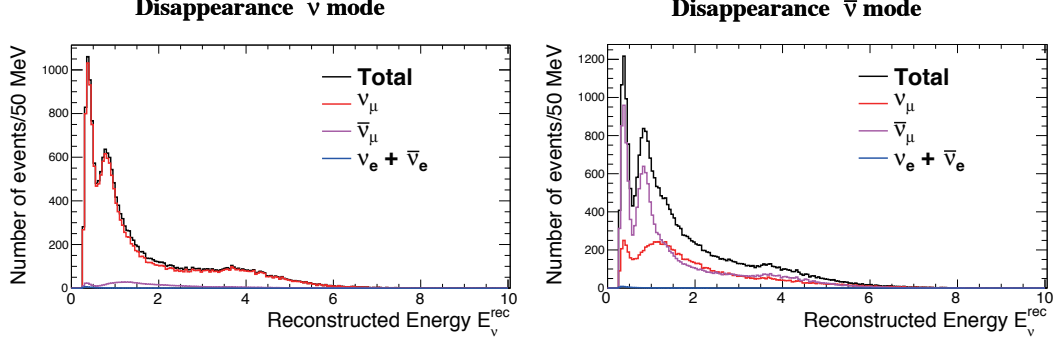 Disappearance ν mode
Number of events/50 MeV
1000
800
600
400
200
0
Total
νμ
ν̅μ
νe + ν̅e
0 2 4 6 8 10
Reconstructed Energy Eνrec
Disappearance ν̅ mode
Number of events/50 MeV
1200
1000
800
600
400
200
0
Total
νμ
ν̅μ
νe + ν̅e
0 2 4 6 8 10
Reconstructed Energy Eνrec